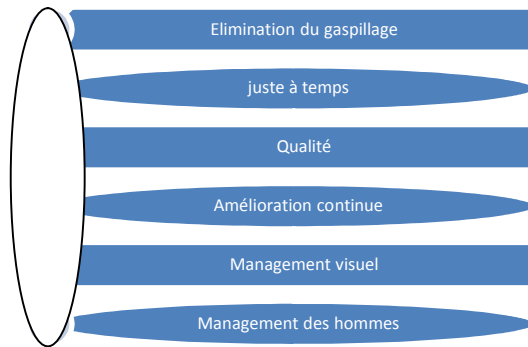 Elimination du gaspillage
juste à temps
Qualité
Amélioration continue
Management visuel
Management des hommes